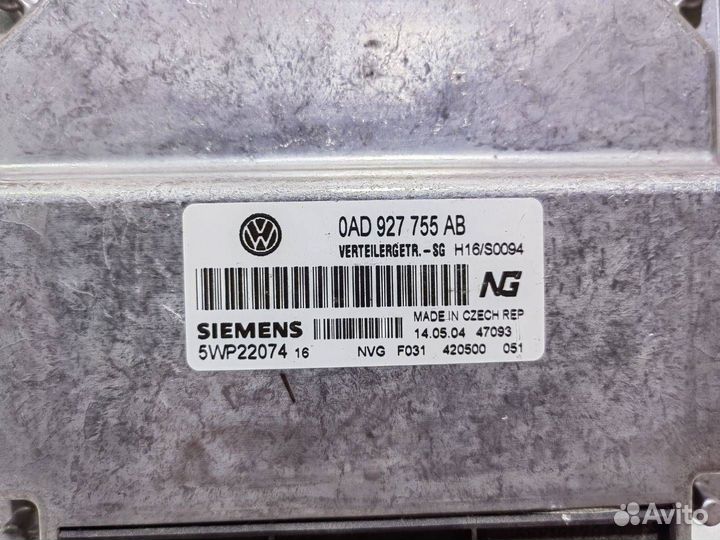 0AD 927 755 AB
VERTEILERGETR.-SG H16/S0094
NG
MADE IN CZECH REP
SIEMENS 14.05.04 47093
5WP22074 16 NVG F031 420500 051
Avito